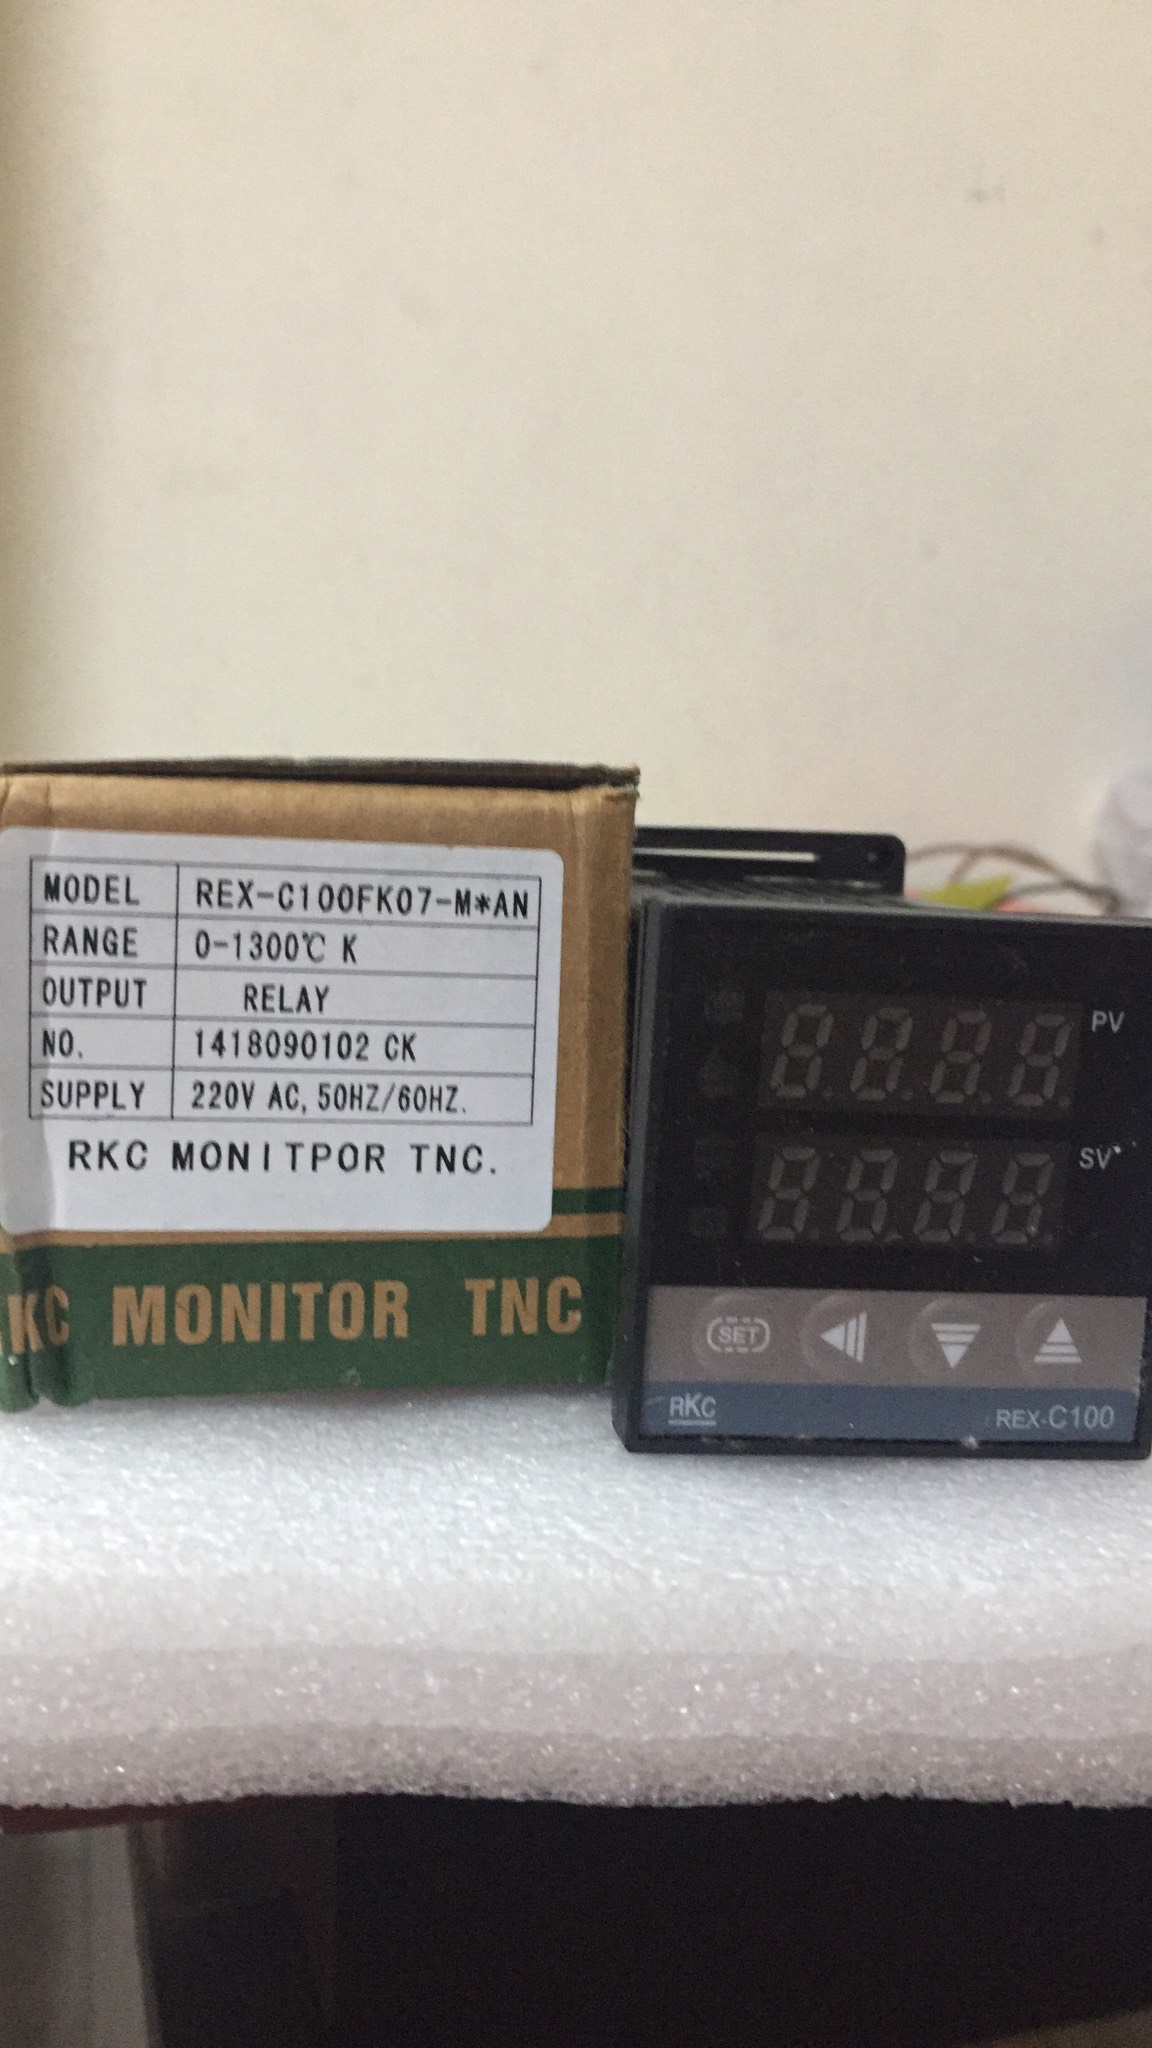 MODEL REX-C100FK07-M*AN
RANGE 0-1300℃ K
OUTPUT RELAY
NO. 1418090102 CK
SUPPLY 220V AC, 50HZ/60HZ.
RKC MONITPOR TNC.
KC MONITOR TNC
PV
SV
SET
RKC REX-C100